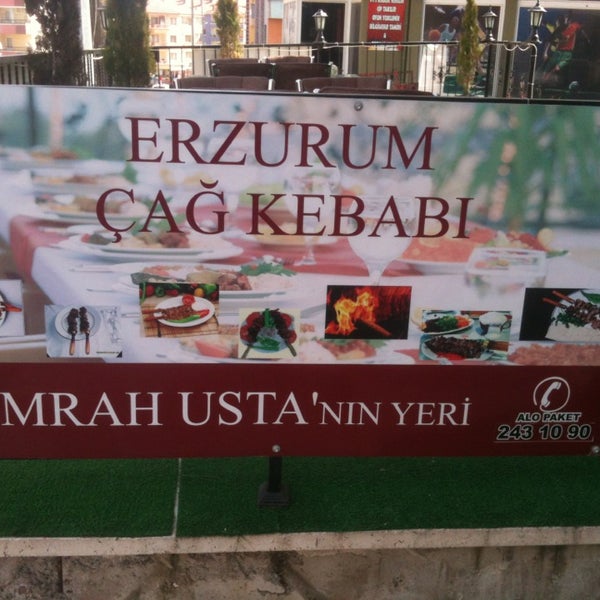 ERZURUM
ÇAĞ KEBABI
MRAH USTA'NIN YERİ
ALO PAKET
243 10 90